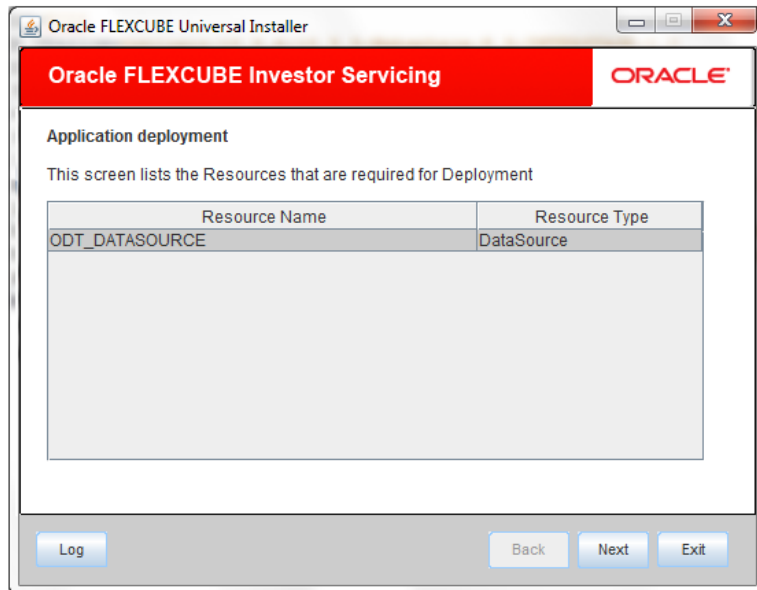 Oracle FLEXCUBE Universal Installer
Oracle FLEXCUBE Investor Servicing
ORACLE
Application deployment
This screen lists the Resources that are required for Deployment
Resource Name Resource Type
ODT_DATASOURCE DataSource
Log Back Next Exit